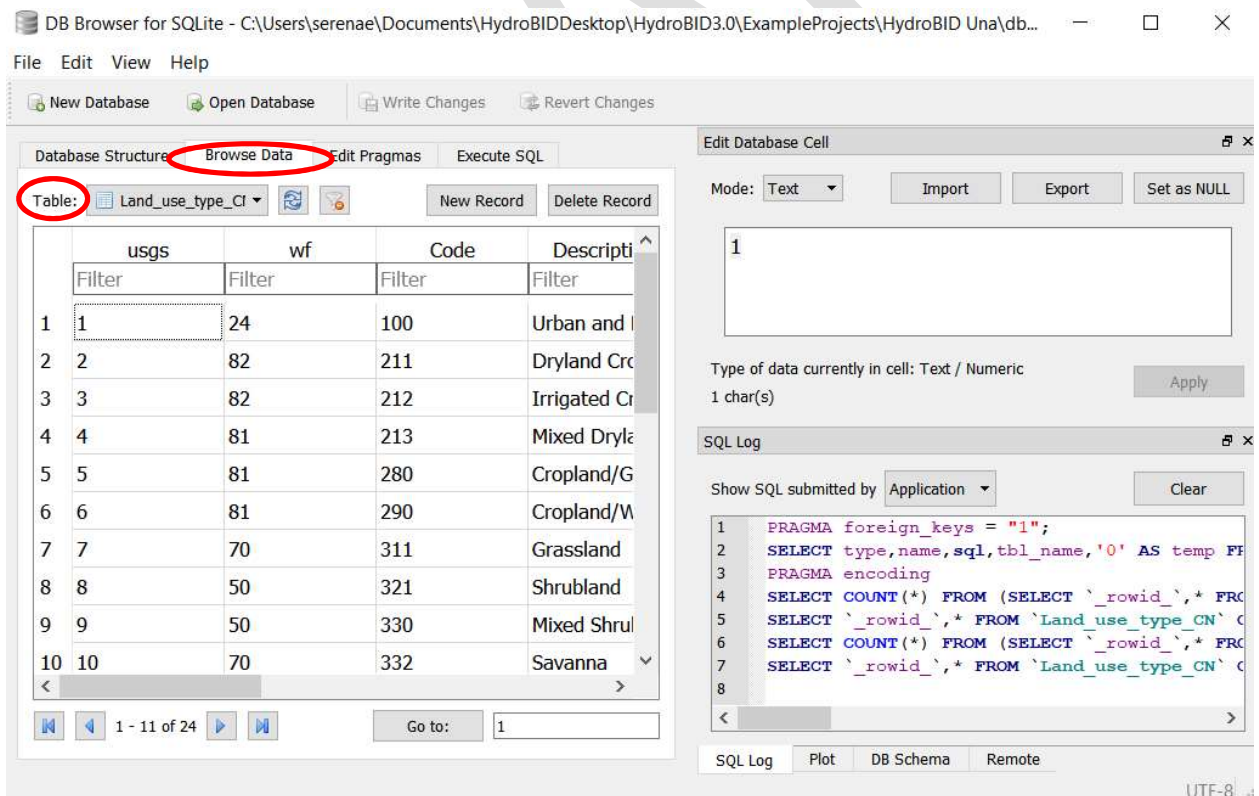 DB Browser for SQLite - C:\Users\serenae\Documents\HydroBIDDesktop\HydroBID3.0\ExampleProjects\HydroBID Una\db...
File Edit View Help
New Database Open Database Write Changes Revert Changes
Database Structure Browse Data Edit Pragmas Execute SQL
Table: Land_use_type_CN New Record Delete Record
usgs wf Code Descripti
Filter Filter Filter Filter
1 1 24 100 Urban and
2 2 82 211 Dryland Cro
3 3 82 212 Irrigated Cr
4 4 81 213 Mixed Dryla
5 5 81 280 Cropland/G
6 6 81 290 Cropland/W
7 7 70 311 Grassland
8 8 50 321 Shrubland
9 9 50 330 Mixed Shrul
10 10 70 332 Savanna
1 - 11 of 24 Go to: 1
Edit Database Cell
Mode: Text Import Export Set as NULL
1
Type of data currently in cell: Text / Numeric
1 char(s)
Apply
SQL Log
Show SQL submitted by Application Clear
1 PRAGMA foreign_keys = "1";
2 SELECT type,name,sql,tbl_name,'0' AS temp FR
3 PRAGMA encoding
4 SELECT COUNT(*) FROM (SELECT `_rowid_`,* FRO
5 SELECT `_rowid_`,* FROM `Land_use_type_CN` O
6 SELECT COUNT(*) FROM (SELECT `_rowid_`,* FRO
7 SELECT `_rowid_`,* FROM `Land_use_type_CN` O
8
SQL Log Plot DB Schema Remote
UTF-8